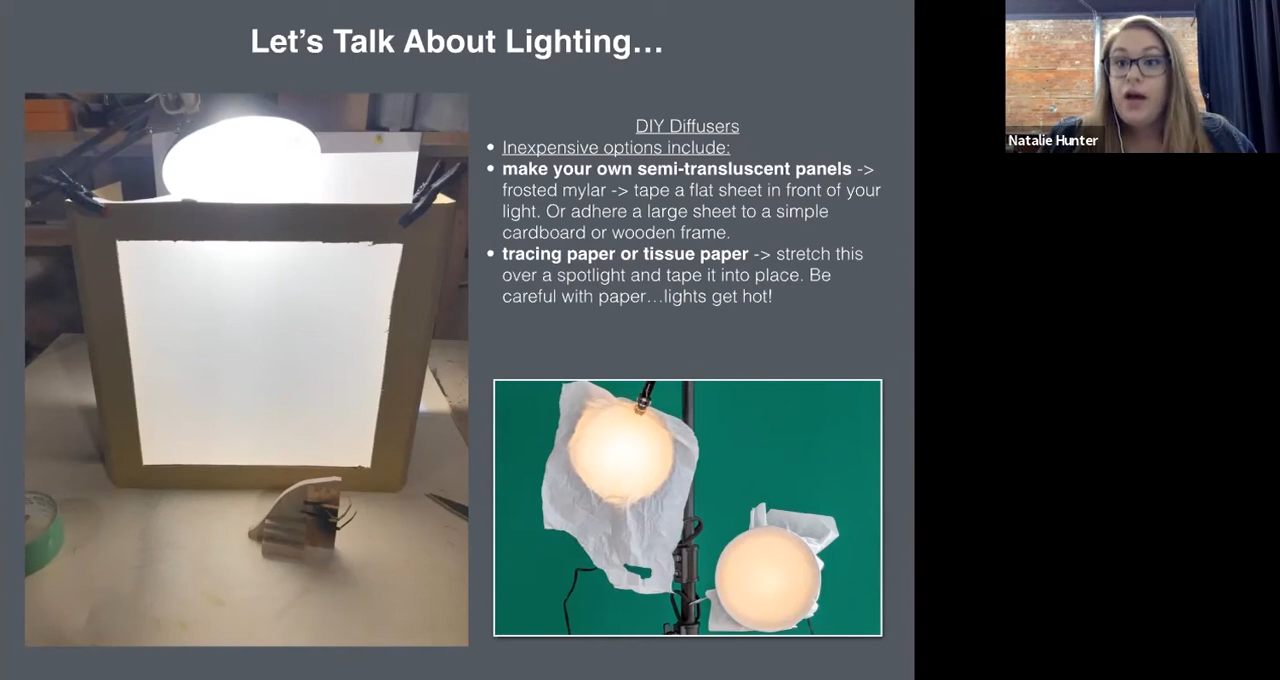 Let's Talk About Lighting...
DIY Diffusers
• Inexpensive options include:
• make your own semi-transluscent panels ->
frosted mylar -> tape a flat sheet in front of your
light. Or adhere a large sheet to a simple
cardboard or wooden frame.
• tracing paper or tissue paper -> stretch this
over a spotlight and tape it into place. Be
careful with paper...lights get hot!
Natalie Hunter